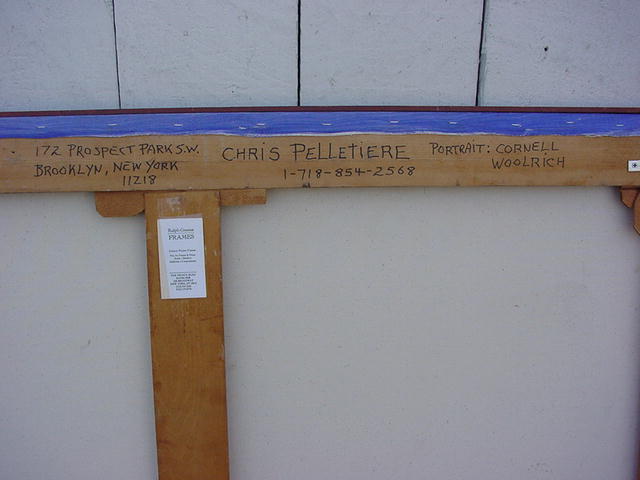 172 PROSPECT PARK S.W.
BROOKLYN, NEW YORK
11218
CHRIS PELLETIERE
1-718-854-2568
PORTRAIT: CORNELL
WOOLRICH
FRAMES